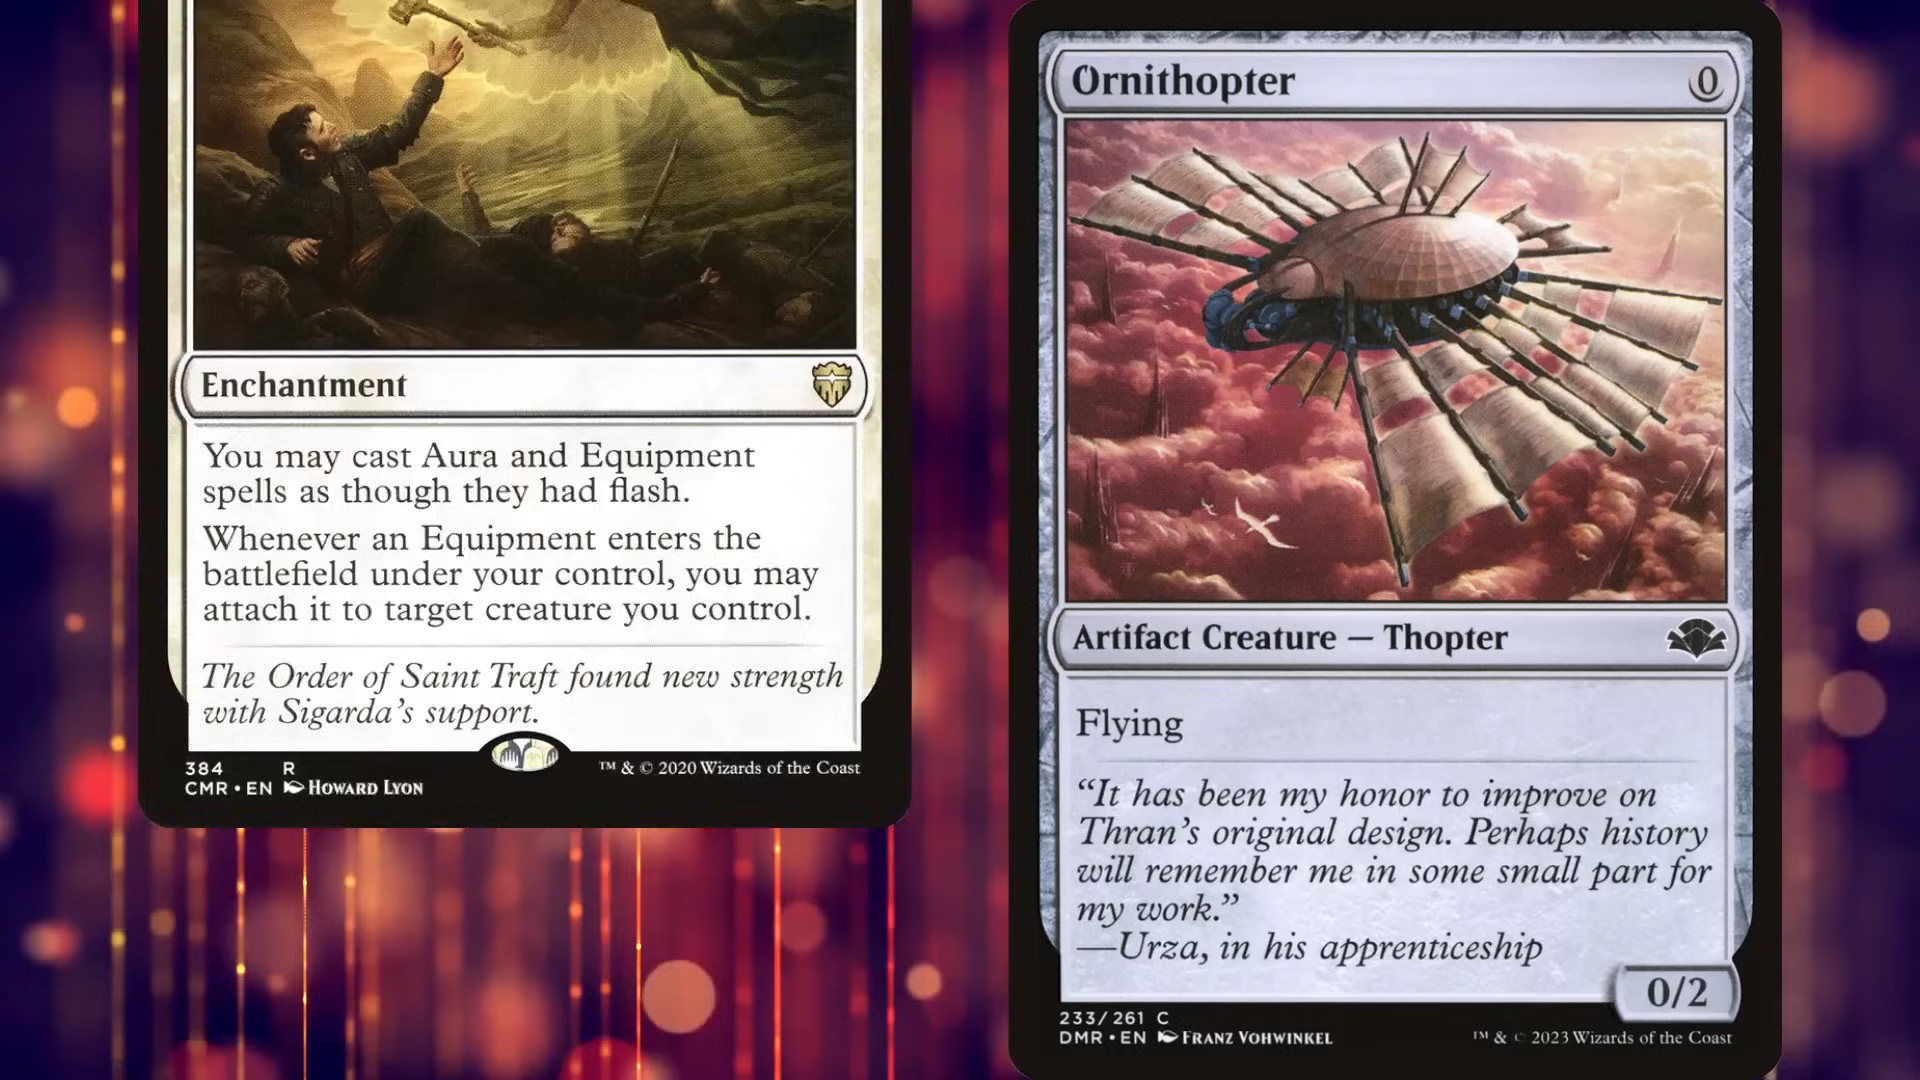 Enchantment
You may cast Aura and Equipment
spells as though they had flash.
Whenever an Equipment enters the
battlefield under your control, you may
attach it to target creature you control.
The Order of Saint Traft found new strength
with Sigarda's support.
384 R
CMR • EN Howard Lyon
™ & © 2020 Wizards of the Coast
Ornithopter 0
Artifact Creature — Thopter
Flying
“It has been my honor to improve on
Thran's original design. Perhaps history
will remember me in some small part for
my work.”
—Urza, in his apprenticeship
0/2
233/261 C
DMR • EN Franz Vohwinkel
™ & © 2023 Wizards of the Coast